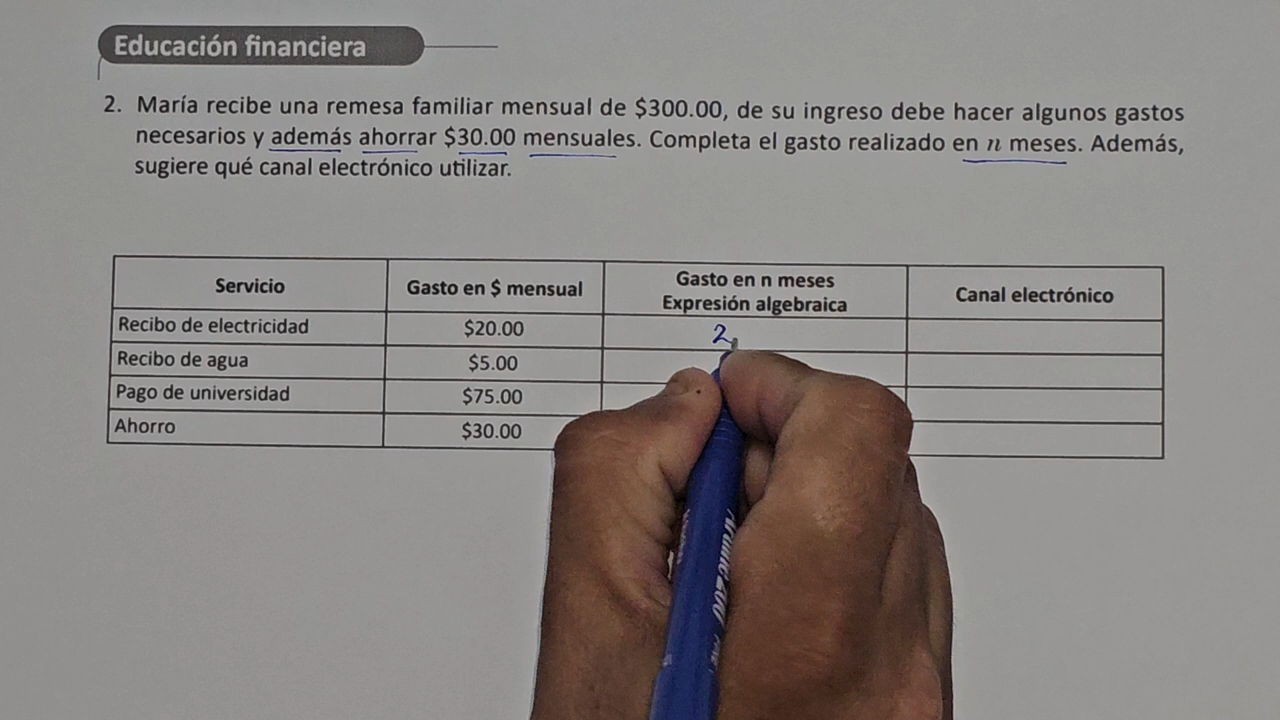 Educación financiera
2. María recibe una remesa familiar mensual de $300.00, de su ingreso debe hacer algunos gastos
necesarios y además ahorrar $30.00 mensuales. Completa el gasto realizado en n meses. Además,
sugiere qué canal electrónico utilizar.
Servicio Gasto en $ mensual Gasto en n meses Expresión algebraica Canal electrónico
Recibo de electricidad $20.00 2
Recibo de agua $5.00
Pago de universidad $75.00
Ahorro $30.00